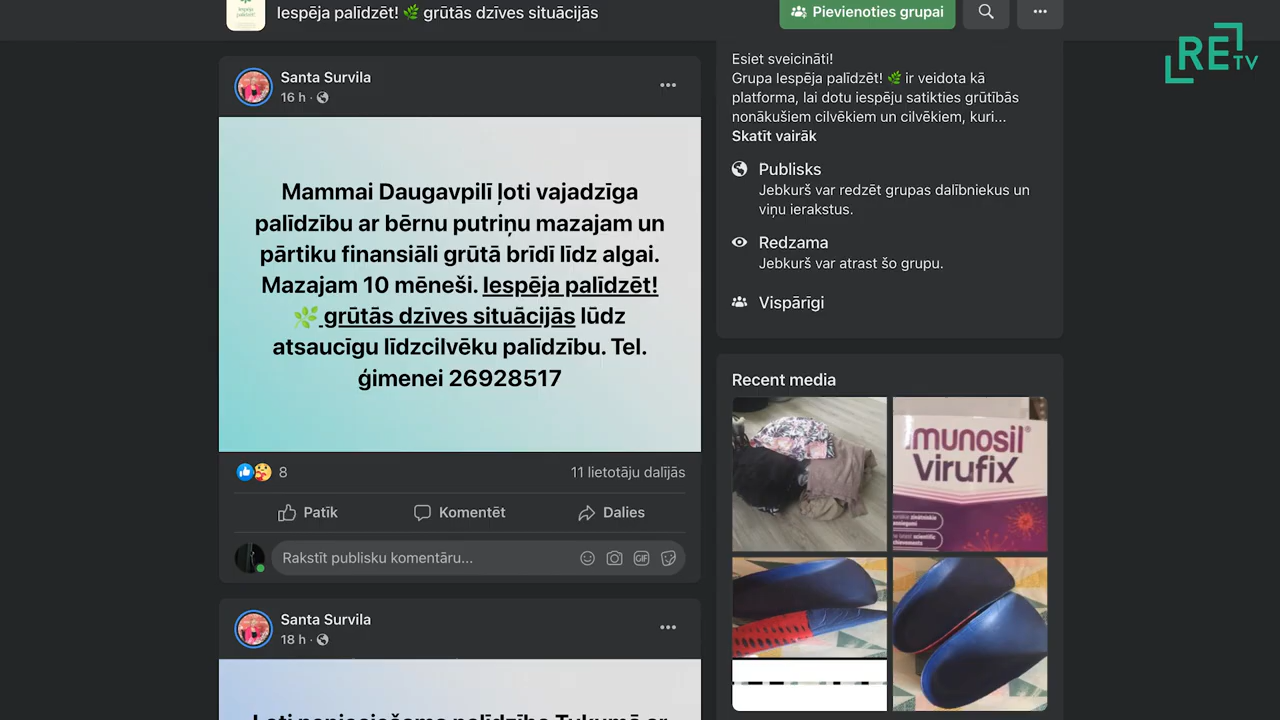 Iespēja palīdzēt! 🌿 grūtās dzīves situācijās
Pievienoties grupai
RE TV
Santa Survila
16 h ·
Mammai Daugavpilī ļoti vajadzīga
palīdzību ar bērnu putriņu mazajam un
pārtiku finansiāli grūtā brīdī līdz algai.
Mazajam 10 mēneši. Iespēja palīdzēt!
🌿 grūtās dzīves situācijās lūdz
atsaucīgu līdzcilvēku palīdzību. Tel.
ģimenei 26928517
8
11 lietotāju dalījās
Patīk
Komentēt
Dalies
Rakstīt publisku komentāru...
GIF
Santa Survila
18 h ·
Esiet sveicināti!
Grupa Iespēja palīdzēt! 🌿 ir veidota kā
platforma, lai dotu iespēju satikties grūtībās
nonākušiem cilvēkiem un cilvēkiem, kuri...
Skatīt vairāk
Publisks
Jebkurš var redzēt grupas dalībniekus un
viņu ierakstus.
Redzama
Jebkurš var atrast šo grupu.
Vispārīgi
Recent media
imunosil®
virufix